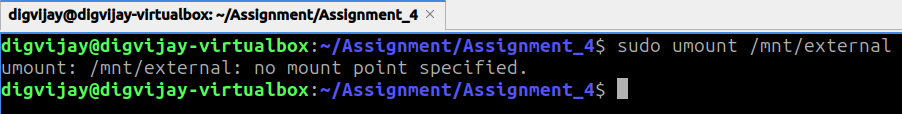 digvijay@digvijay-virtualbox: ~/Assignment/Assignment_4 ×
digvijay@digvijay-virtualbox:~/Assignment/Assignment_4$ sudo umount /mnt/external
umount: /mnt/external: no mount point specified.
digvijay@digvijay-virtualbox:~/Assignment/Assignment_4$